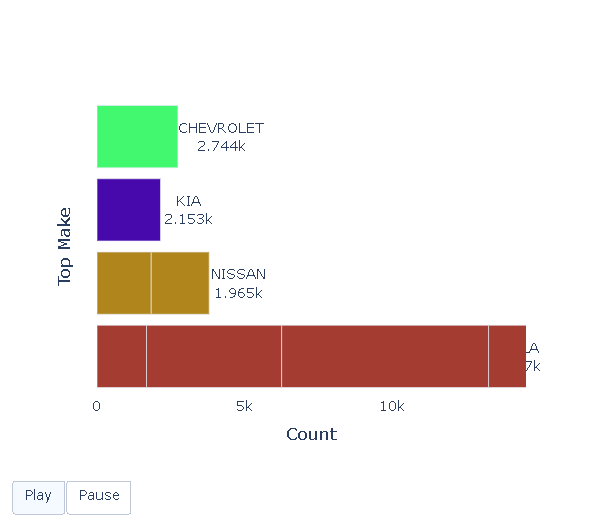 CHEVROLET
2.744k
KIA
2.153k
NISSAN
1.965k
LA
7k
0 5k 10k
Top Make
Count
Play Pause